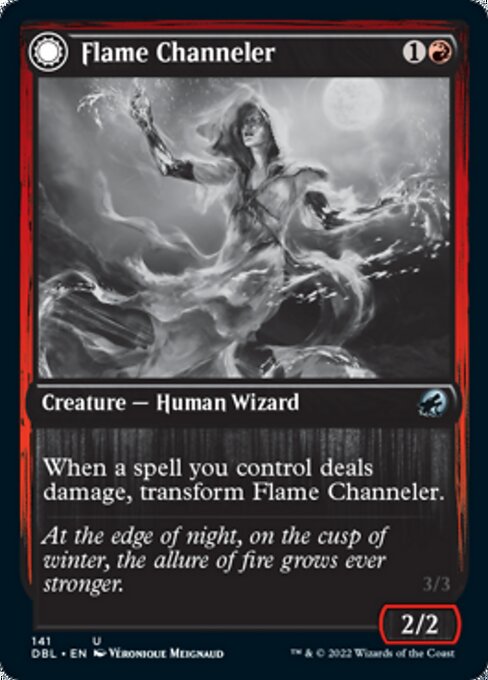 Flame Channeler 1
Creature — Human Wizard
When a spell you control deals
damage, transform Flame Channeler.
At the edge of night, on the cusp of
winter, the allure of fire grows ever
stronger.
3/3
2/2
141 U
DBL • EN Véronique Meignaud
™ & © 2022 Wizards of the Coast